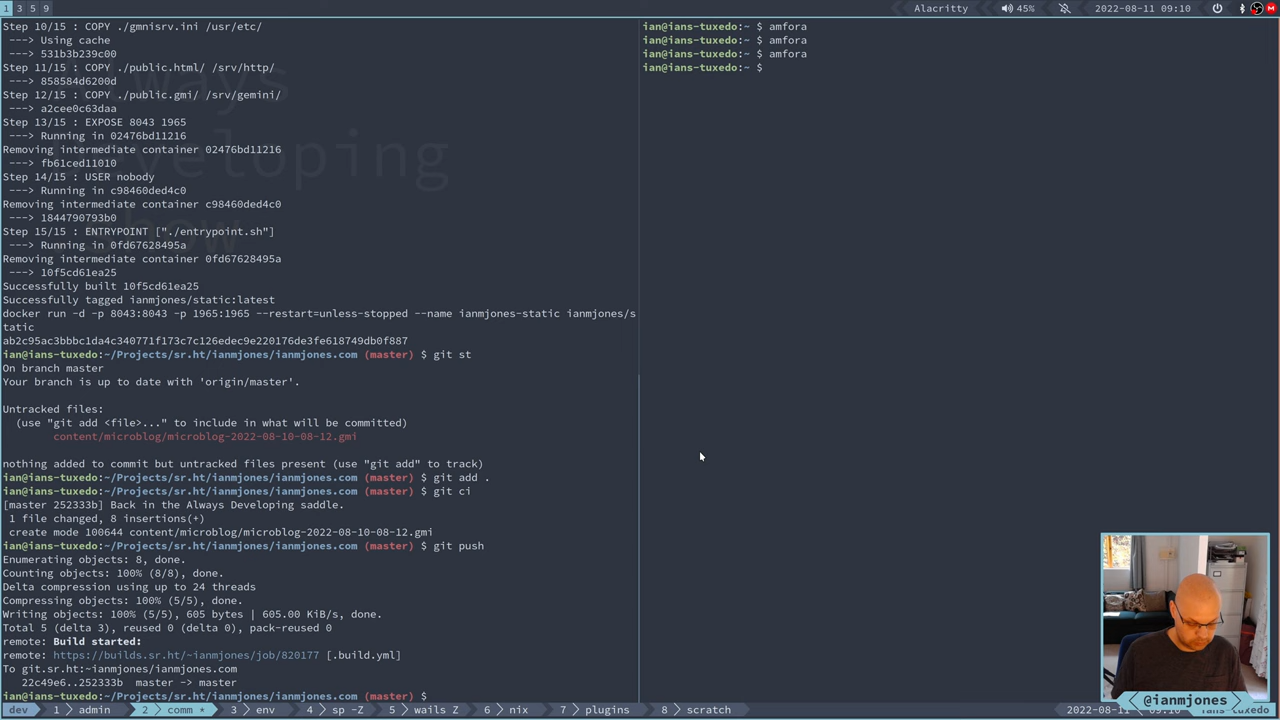 1 3 5 9
Alacritty
45%
2022-08-11 09:10
Step 10/15 : COPY ./gmnisrv.ini /usr/etc/
---> Using cache
---> 531b3b239c00
Step 11/15 : COPY ./public.html/ /srv/http/
---> 858584d6200d
Step 12/15 : COPY ./public.gmi/ /srv/gemini/
---> a2cee0c63daa
Step 13/15 : EXPOSE 8043 1965
---> Running in 02476bd11216
Removing intermediate container 02476bd11216
---> fb61ced11010
Step 14/15 : USER nobody
---> Running in c98460ded4c0
Removing intermediate container c98460ded4c0
---> 1844790793b0
Step 15/15 : ENTRYPOINT ["./entrypoint.sh"]
---> Running in 0fd67628495a
Removing intermediate container 0fd67628495a
---> 10f5cd61ea25
Successfully built 10f5cd61ea25
Successfully tagged ianmjones/static:latest
docker run -d -p 8043:8043 -p 1965:1965 --restart=unless-stopped --name ianmjones-static ianmjones/s
tatic
ab2c95ac3bbbc1da4c340771f173c7c126edec9e220176de3fe618749db0f887
ian@ians-tuxedo:~/Projects/sr.ht/ianmjones/ianmjones.com (master) $ git st
On branch master
Your branch is up to date with 'origin/master'.
Untracked files:
(use "git add <file>..." to include in what will be committed)
content/microblog/microblog-2022-08-10-08-12.gmi
nothing added to commit but untracked files present (use "git add" to track)
ian@ians-tuxedo:~/Projects/sr.ht/ianmjones/ianmjones.com (master) $ git add .
ian@ians-tuxedo:~/Projects/sr.ht/ianmjones/ianmjones.com (master) $ git ci
[master 252333b] Back in the Always Developing saddle.
1 file changed, 8 insertions(+)
create mode 100644 content/microblog/microblog-2022-08-10-08-12.gmi
ian@ians-tuxedo:~/Projects/sr.ht/ianmjones/ianmjones.com (master) $ git push
Enumerating objects: 8, done.
Counting objects: 100% (8/8), done.
Delta compression using up to 24 threads
Compressing objects: 100% (5/5), done.
Writing objects: 100% (5/5), 605 bytes | 605.00 KiB/s, done.
Total 5 (delta 3), reused 0 (delta 0), pack-reused 0
remote: Build started:
remote: https://builds.sr.ht/~ianmjones/job/820177 [.build.yml]
To git.sr.ht:~ianmjones/ianmjones.com
22c49e6..252333b master -> master
ian@ians-tuxedo:~/Projects/sr.ht/ianmjones/ianmjones.com (master) $
ian@ians-tuxedo:~ $ amfora
ian@ians-tuxedo:~ $ amfora
ian@ians-tuxedo:~ $ amfora
ian@ians-tuxedo:~ $
@ianmjones
dev 1 admin 2 comm * 3 env 4 sp -Z 5 wails Z 6 nix 7 plugins 8 scratch
2022-08-11